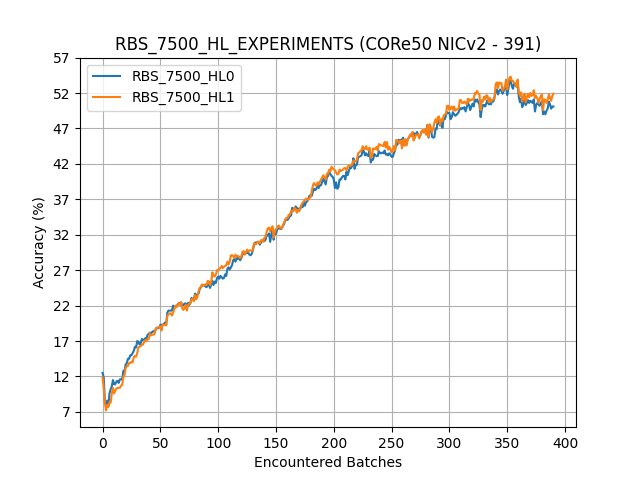 RBS_7500_HL_EXPERIMENTS (CORe50 NICv2 - 391)
RBS_7500_HL0
RBS_7500_HL1
57
52
47
42
37
32
27
22
17
12
7
Accuracy (%)
0 50 100 150 200 250 300 350 400
Encountered Batches